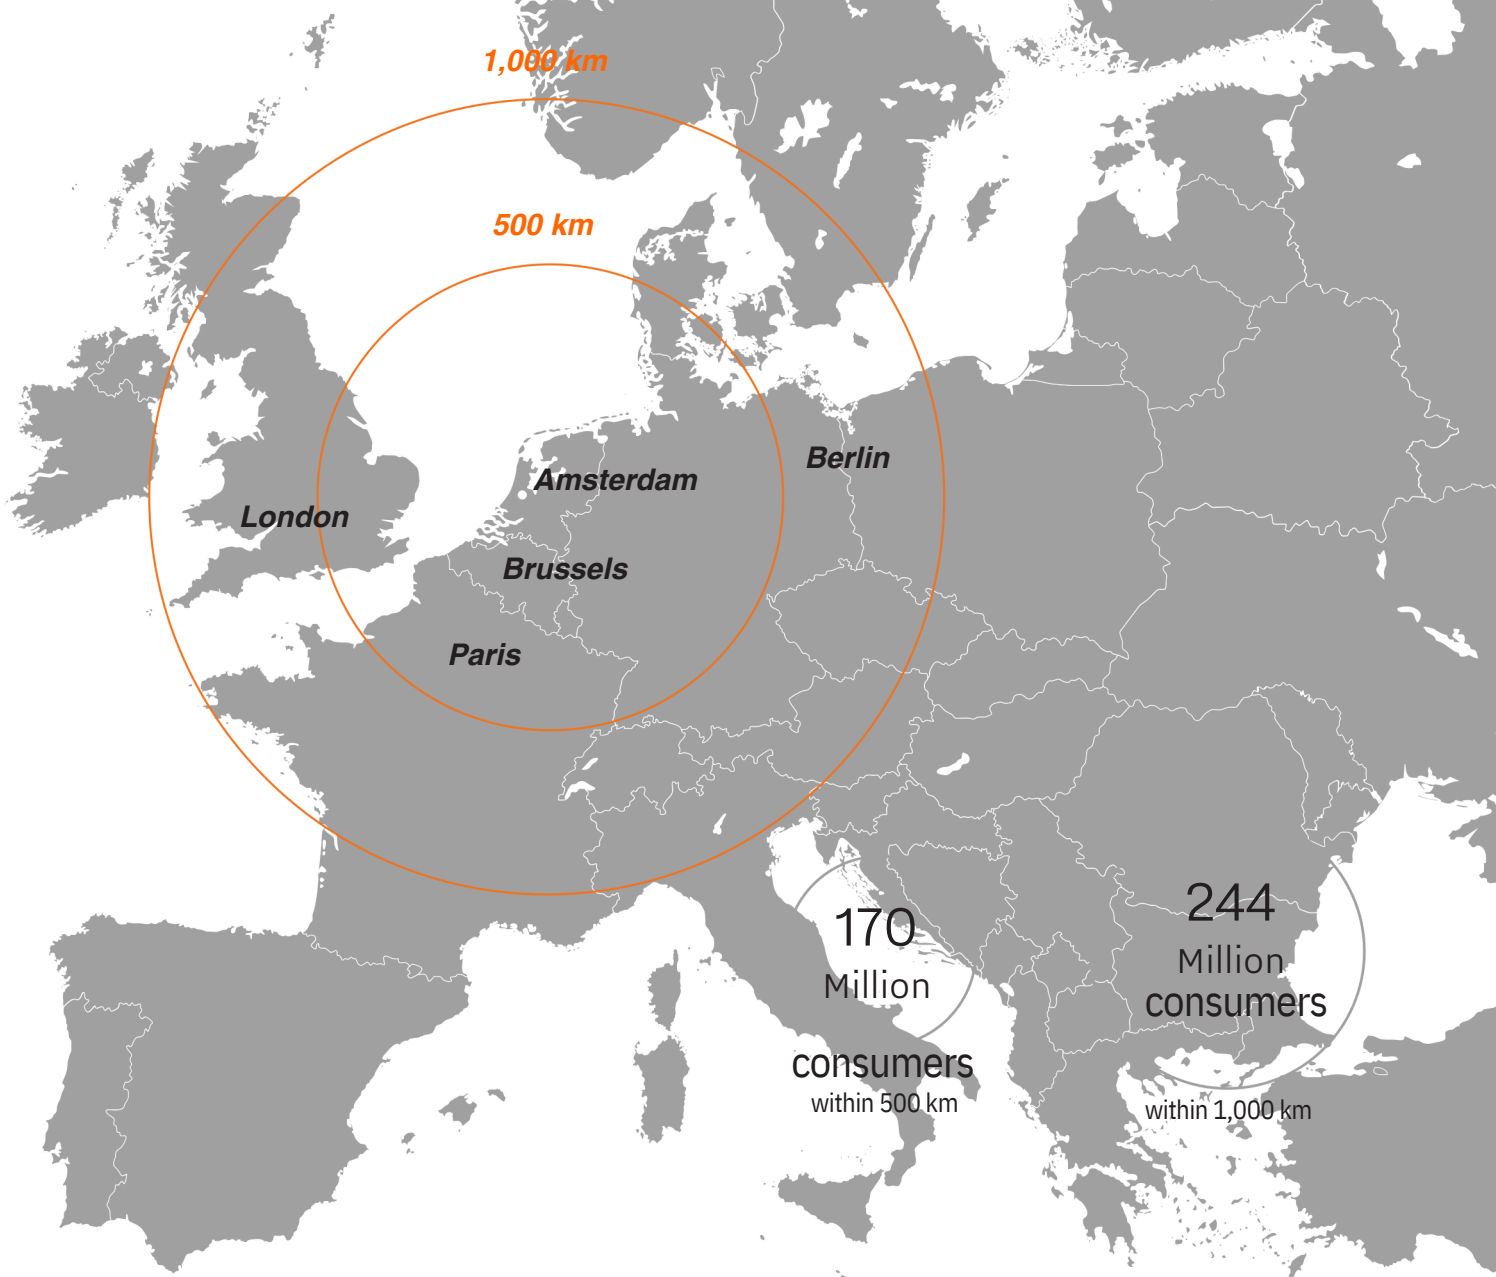 1,000 km
500 km
Berlin
Amsterdam
London
Brussels
Paris
170
Million
consumers
within 500 km
244
Million
consumers
within 1,000 km